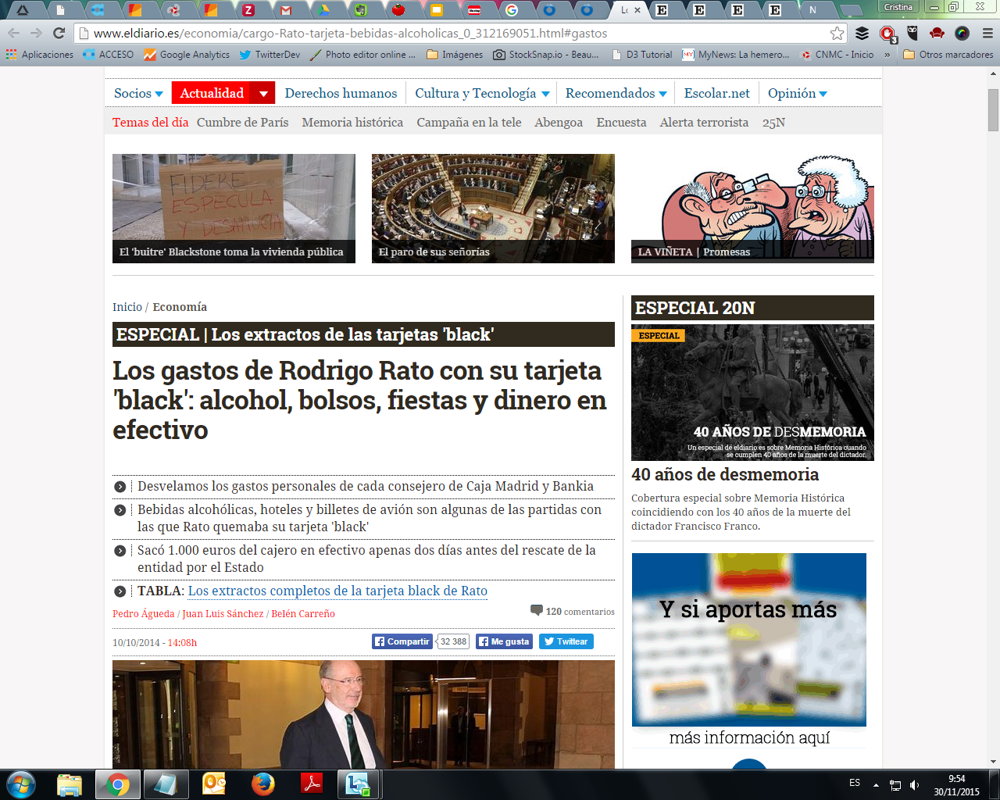 Cristina
www.eldiario.es/economia/cargo-Rato-tarjeta-bebidas-alcoholicas_0_312169051.html#gastos
Aplicaciones ACCESO Google Analytics TwitterDev Photo editor online ... Imágenes StockSnap.io - Beau... D3 Tutorial MyNews: La hemero... CNMC - Inicio » Otros marcadores
Socios Actualidad Derechos humanos Cultura y Tecnología Recomendados Escolar.net Opinión
Temas del día Cumbre de París Memoria histórica Campaña en la tele Abengoa Encuesta Alerta terrorista 25N
FIDERE
ESPECULA
Y DESAHUCIA
El 'buitre' Blackstone toma la vivienda pública
El paro de sus señorías
LA VIÑETA | Promesas
Inicio / Economía
ESPECIAL | Los extractos de las tarjetas 'black'
Los gastos de Rodrigo Rato con su tarjeta
'black': alcohol, bolsos, fiestas y dinero en
efectivo
Desvelamos los gastos personales de cada consejero de Caja Madrid y Bankia
Bebidas alcohólicas, hoteles y billetes de avión son algunas de las partidas con
las que Rato quemaba su tarjeta 'black'
Sacó 1.000 euros del cajero en efectivo apenas dos días antes del rescate de la
entidad por el Estado
TABLA: Los extractos completos de la tarjeta black de Rato
Pedro Águeda / Juan Luis Sánchez / Belén Carreño
120 comentarios
10/10/2014 - 14:08h
Compartir 32 388 Me gusta Twittear
ESPECIAL 20N
ESPECIAL
40 AÑOS DE DESMEMORIA
Un especial de eldiario.es sobre Memoria Histórica cuando
se cumplen 40 años de la muerte del dictador.
40 años de desmemoria
Cobertura especial sobre Memoria Histórica
coincidiendo con los 40 años de la muerte del
dictador Francisco Franco.
Y si aportas más
más información aquí
ES
9:54
30/11/2015